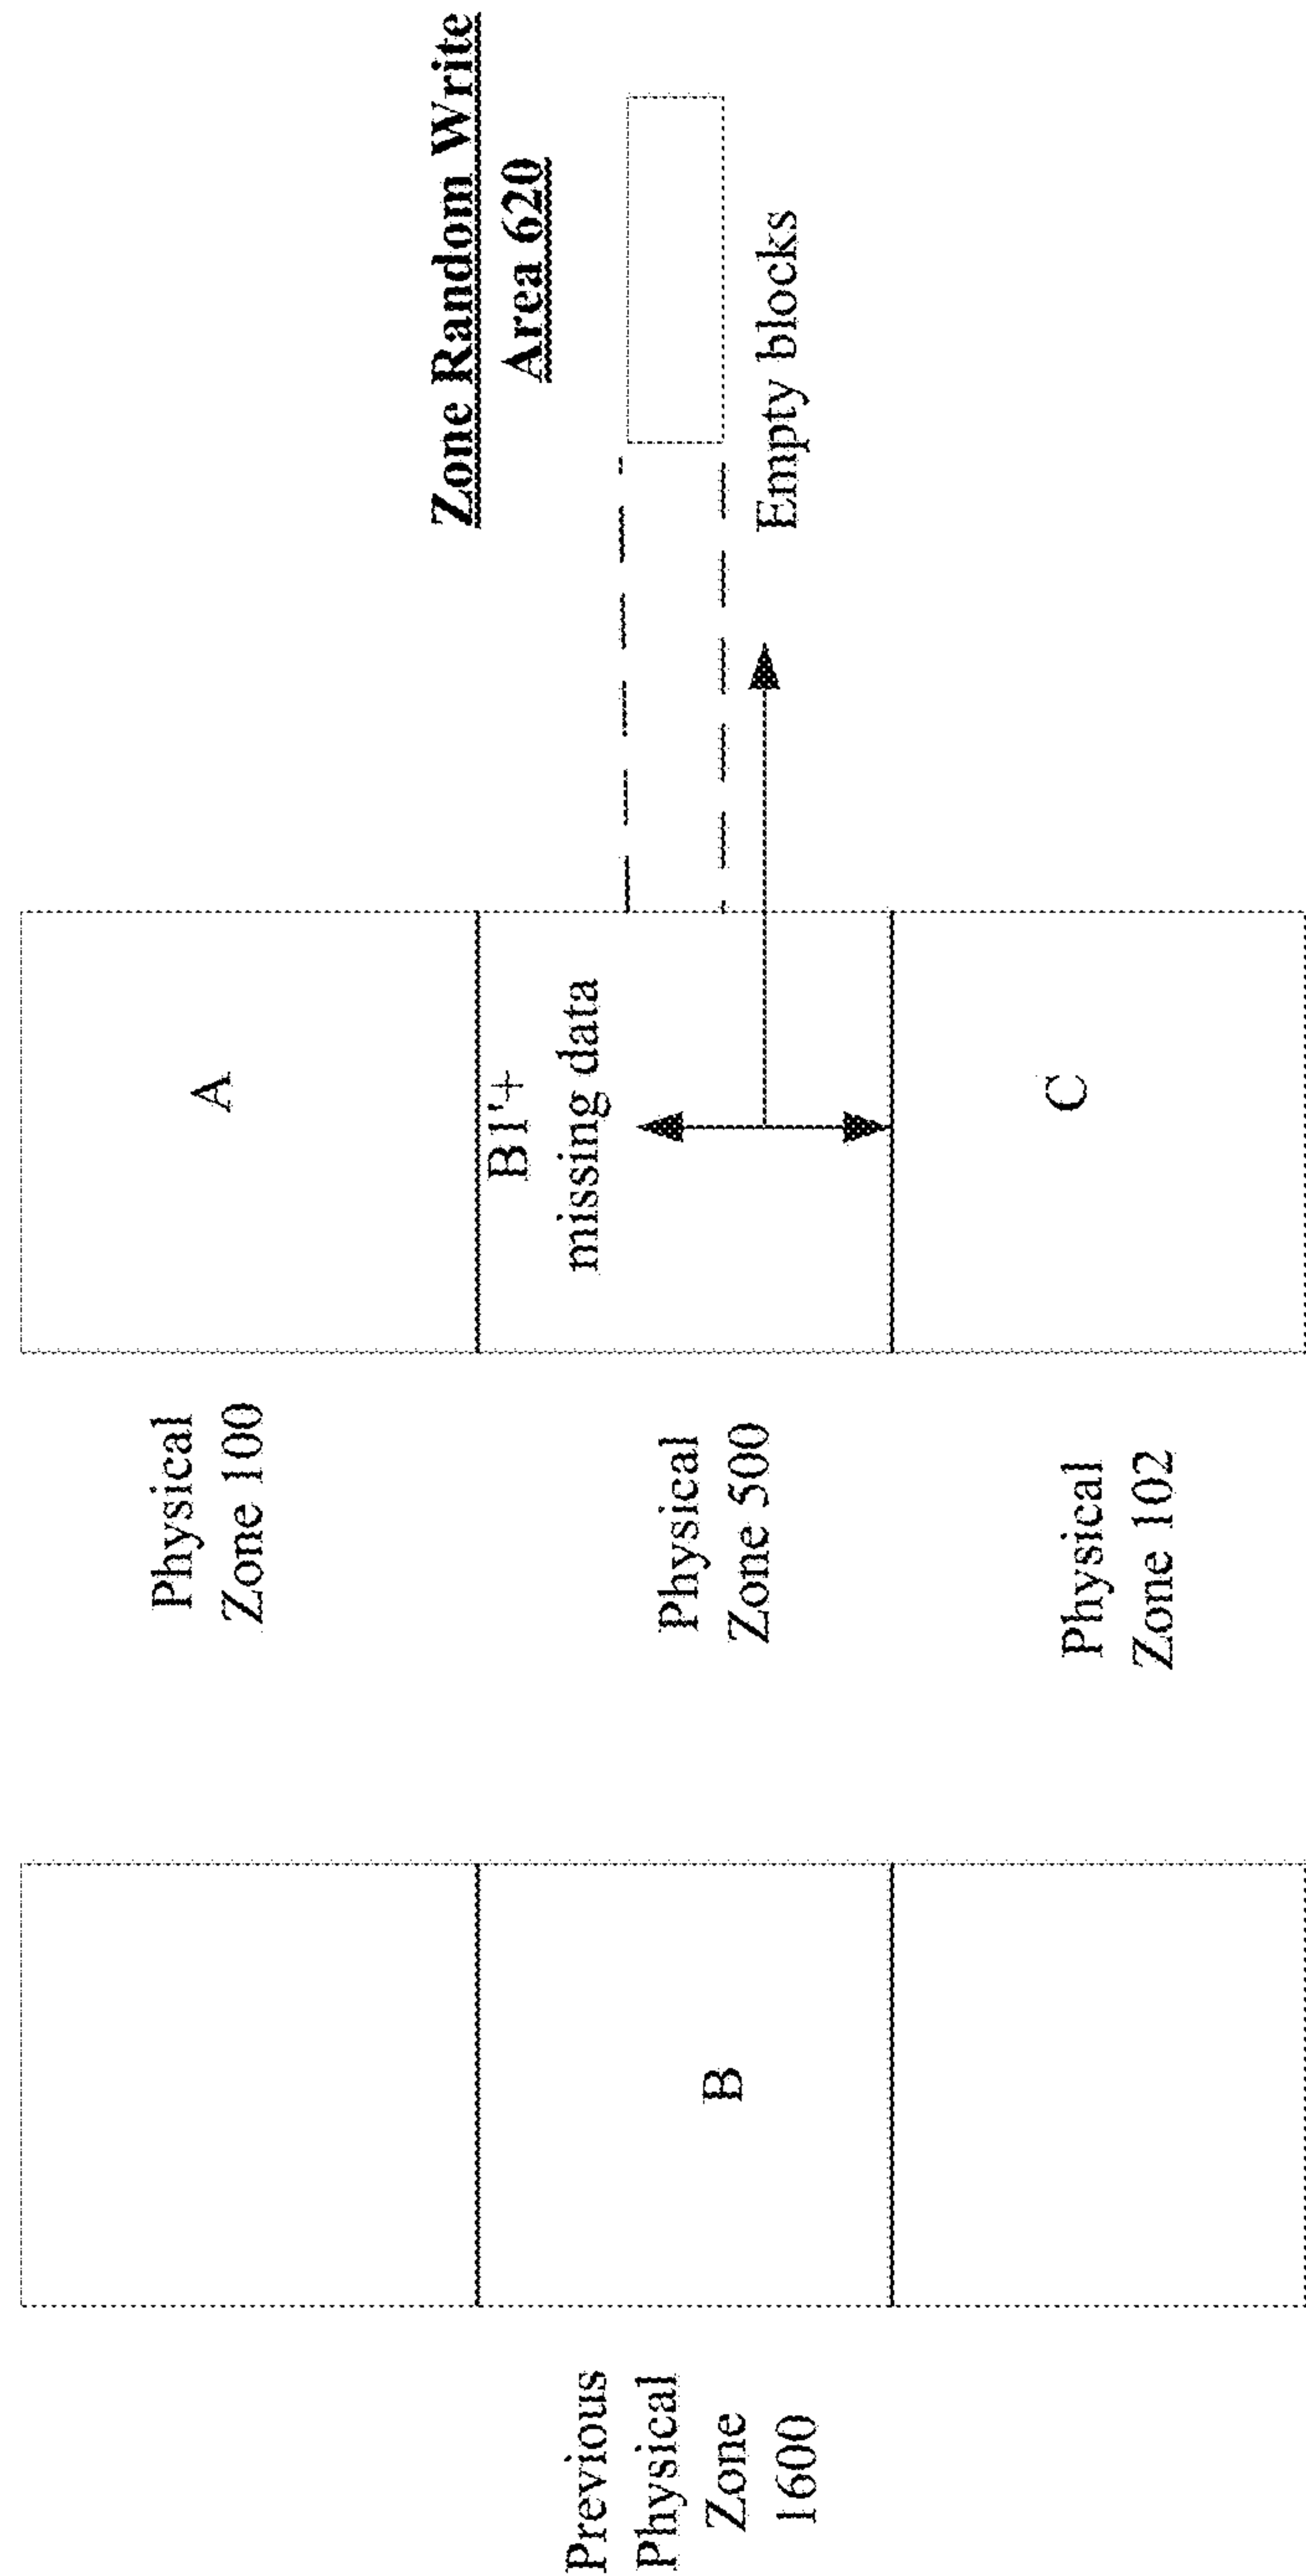 Zone Random Write
Area 620
Physical
Zone 100
A
Previous
Physical
Zone
1600
B
Physical
Zone 500
B1'+
missing data
Empty blocks
Physical
Zone 102
C